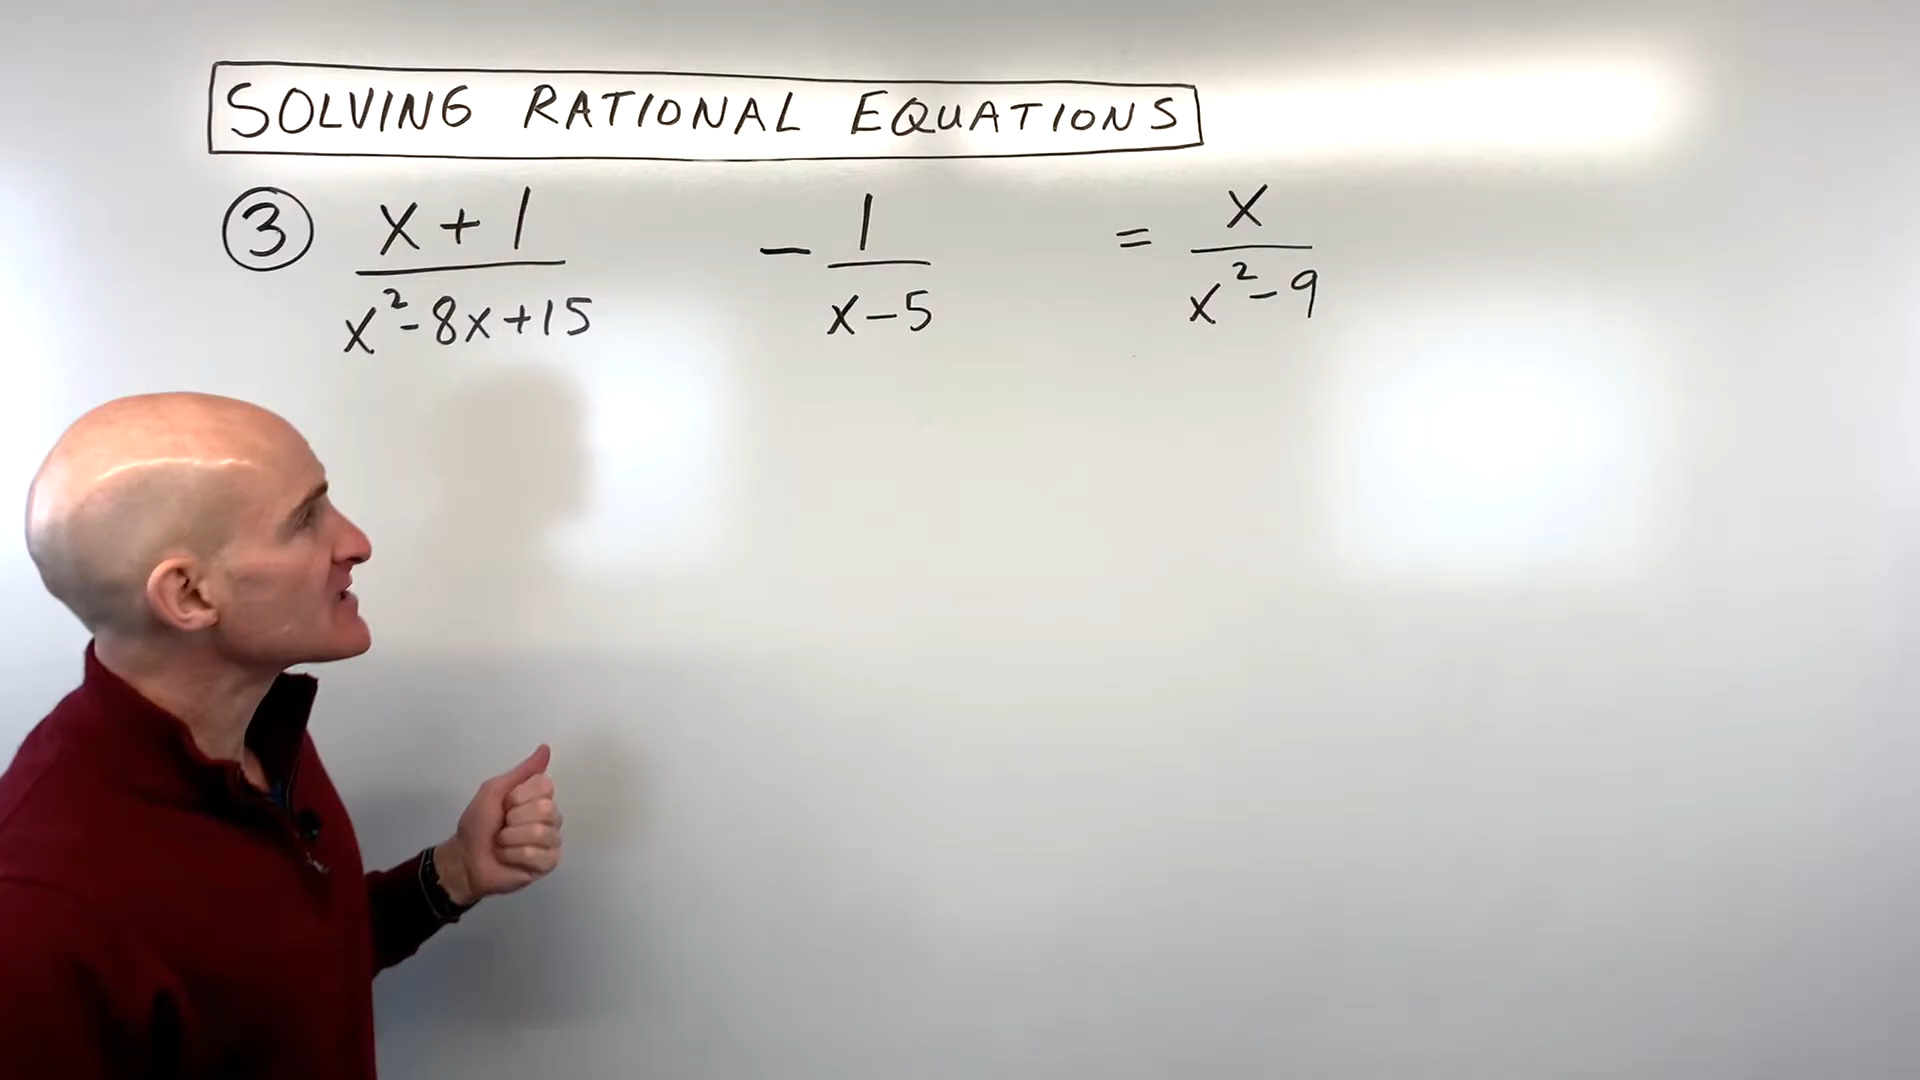 SOLVING RATIONAL EQUATIONS
③ (x+1)/(x²-8x+15) - 1/(x-5) = x/(x²-9)